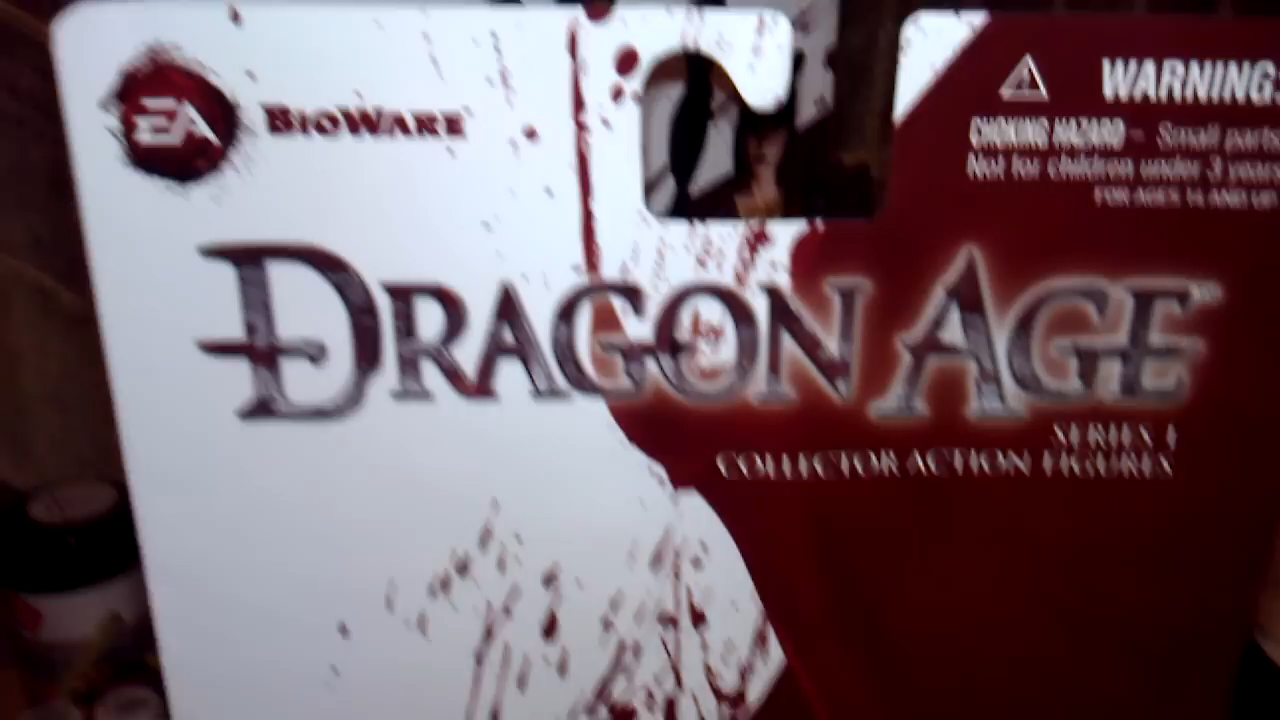 EA BIOWARE
WARNING:
CHOKING HAZARD – Small parts
Not for children under 3 years
FOR AGES 14 AND UP
DRAGON AGE™
SERIES 1
COLLECTOR ACTION FIGURES